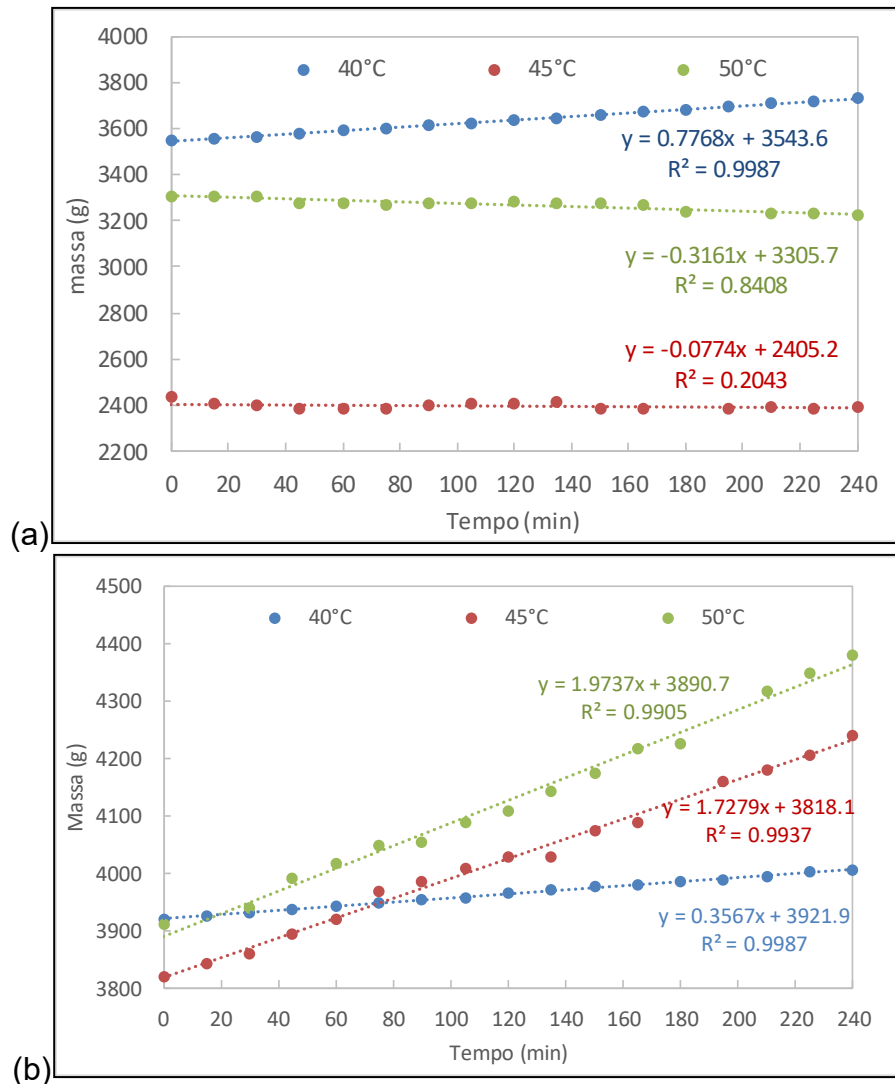 4000
40°C 45°C 50°C
3800
3600
y = 0.7768x + 3543.6
R² = 0.9987
3400
3200
y = -0.3161x + 3305.7
R² = 0.8408
3000
2800
2600
y = -0.0774x + 2405.2
R² = 0.2043
2400
2200
massa (g)
0 20 40 60 80 100 120 140 160 180 200 220 240
Tempo (min)
(a)
4500
40°C 45°C 50°C
4400
4300
y = 1.9737x + 3890.7
R² = 0.9905
4200
4100
y = 1.7279x + 3818.1
R² = 0.9937
4000
3900
y = 0.3567x + 3921.9
R² = 0.9987
3800
Massa (g)
0 20 40 60 80 100 120 140 160 180 200 220 240
Tempo (min)
(b)